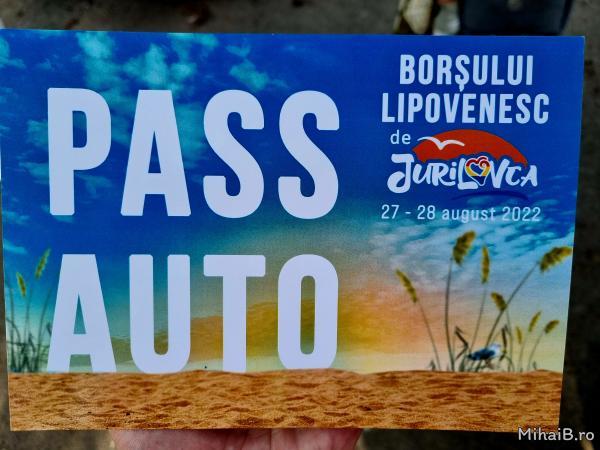 PASS
AUTO
BORȘULUI
LIPOVENESC
de
JURILOVCA
27 - 28 august 2022
MihaiB.ro